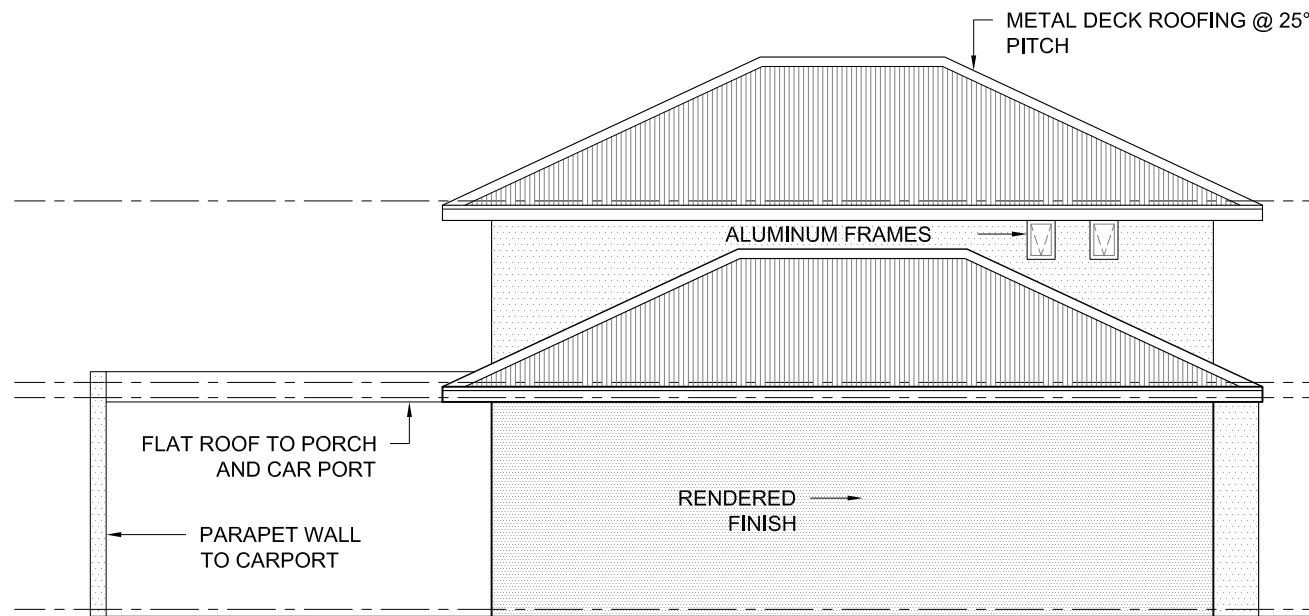 METAL DECK ROOFING @ 25°
PITCH
ALUMINUM FRAMES
FLAT ROOF TO PORCH
AND CAR PORT
RENDERED
FINISH
PARAPET WALL
TO CARPORT